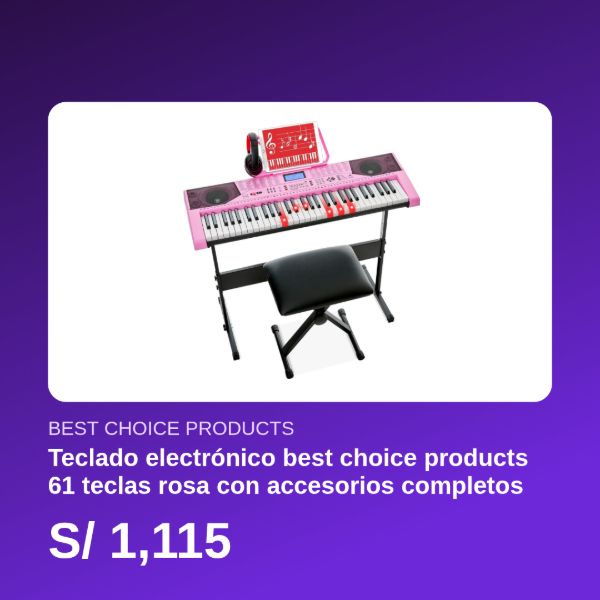 BEST CHOICE PRODUCTS
Teclado electrónico best choice products
61 teclas rosa con accesorios completos
S/ 1,115